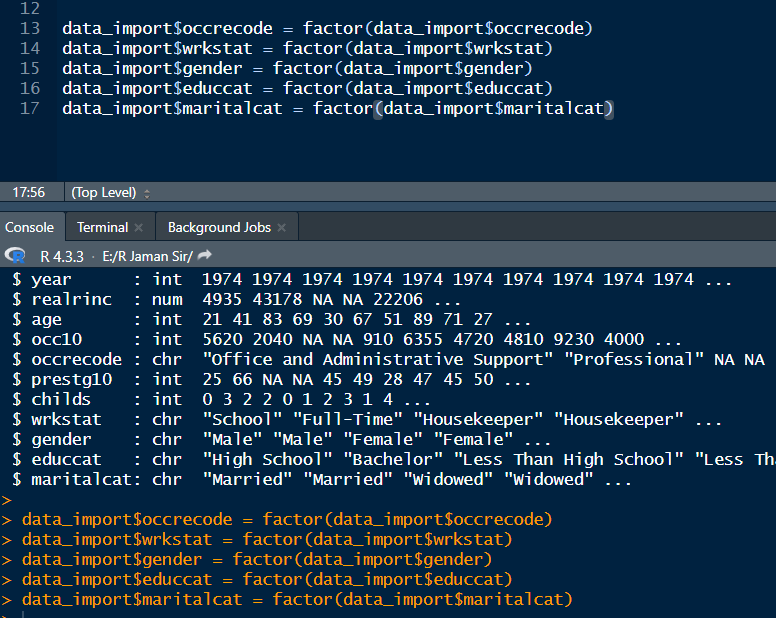 12
13 data_import$occrecode = factor(data_import$occrecode)
14 data_import$wrkstat = factor(data_import$wrkstat)
15 data_import$gender = factor(data_import$gender)
16 data_import$educcat = factor(data_import$educcat)
17 data_import$maritalcat = factor(data_import$maritalcat)
17:56 (Top Level)
Console Terminal Background Jobs
R R 4.3.3 · E:/R Jaman Sir/
$ year      : int  1974 1974 1974 1974 1974 1974 1974 1974 1974 1974 ...
$ realrinc  : num  4935 43178 NA NA 22206 ...
$ age       : int  21 41 83 69 30 67 51 89 71 27 ...
$ occ10     : int  5620 2040 NA NA 910 6355 4720 4810 9230 4000 ...
$ occrecode : chr  "Office and Administrative Support" "Professional" NA NA
$ prestg10  : int  25 66 NA NA 45 49 28 47 45 50 ...
$ childs    : int  0 3 2 2 0 1 2 3 1 4 ...
$ wrkstat   : chr  "School" "Full-Time" "Housekeeper" "Housekeeper" ...
$ gender    : chr  "Male" "Male" "Female" "Female" ...
$ educcat   : chr  "High School" "Bachelor" "Less Than High School" "Less Th
$ maritalcat: chr  "Married" "Married" "Widowed" "Widowed" ...
>
> data_import$occrecode = factor(data_import$occrecode)
> data_import$wrkstat = factor(data_import$wrkstat)
> data_import$gender = factor(data_import$gender)
> data_import$educcat = factor(data_import$educcat)
> data_import$maritalcat = factor(data_import$maritalcat)